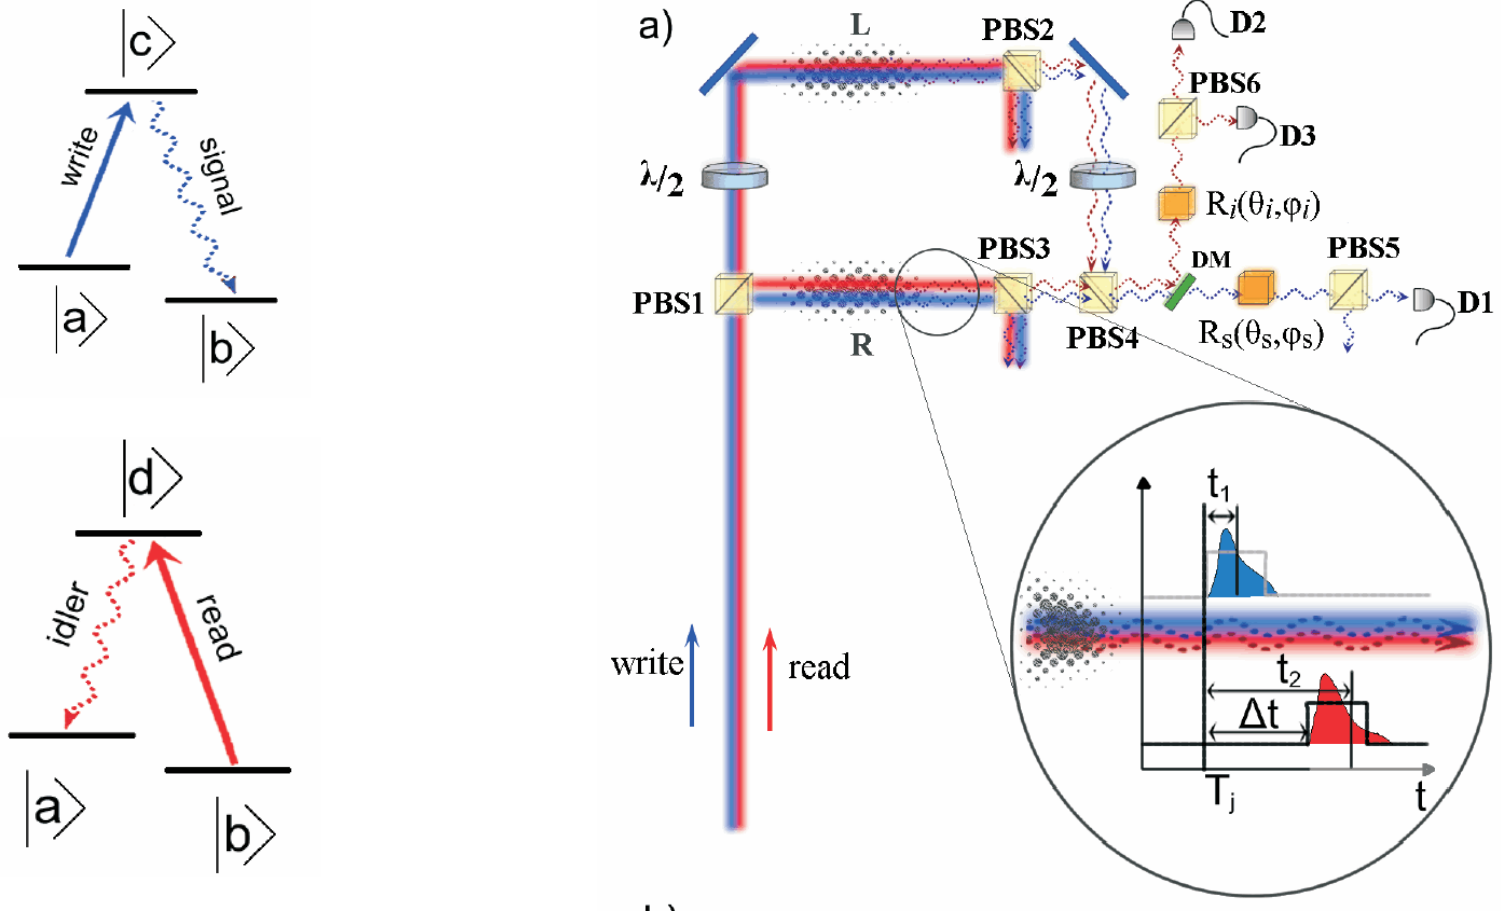 |c⟩
write
signal
|a⟩
|b⟩
|d⟩
idler
read
|a⟩
|b⟩
a)
L
PBS2
D2
PBS6
D3
λ/2
λ/2
Ri(θi,φi)
PBS3
DM
PBS5
PBS1
D1
R
PBS4
Rs(θs,φs)
t1
write
read
t2
Δt
Tj
t